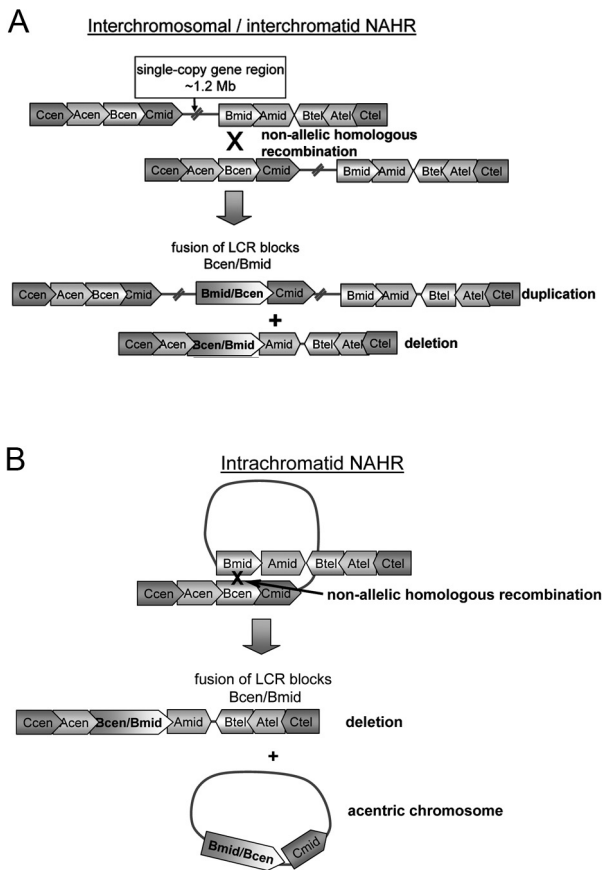 A
Interchromosomal / interchromatid NAHR
single-copy gene region
~1.2 Mb
Ccen Acen Bcen Cmid Bmid Amid Btel Atel Ctel
X non-allelic homologous
recombination
Ccen Acen Bcen Cmid Bmid Amid Btel Atel Ctel
fusion of LCR blocks
Bcen/Bmid
Ccen Acen Bcen Cmid Bmid/Bcen Cmid Bmid Amid Btel Atel Ctel duplication
+
Ccen Acen Bcen/Bmid Amid Btel Atel Ctel deletion
B
Intrachromatid NAHR
Bmid Amid Btel Atel Ctel
X
Ccen Acen Bcen Cmid non-allelic homologous recombination
fusion of LCR blocks
Bcen/Bmid
Ccen Acen Bcen/Bmid Amid Btel Atel Ctel deletion
+
acentric chromosome
Bmid/Bcen Cmid